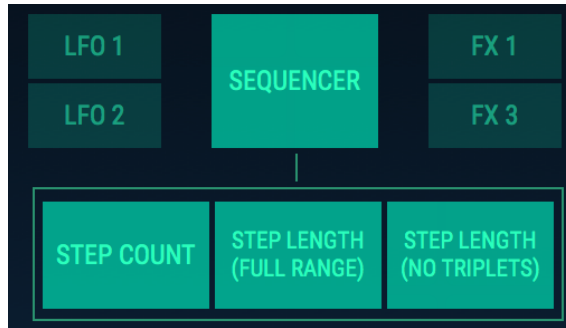 LFO 1
LFO 2
SEQUENCER
FX 1
FX 3
STEP COUNT
STEP LENGTH
(FULL RANGE)
STEP LENGTH
(NO TRIPLETS)